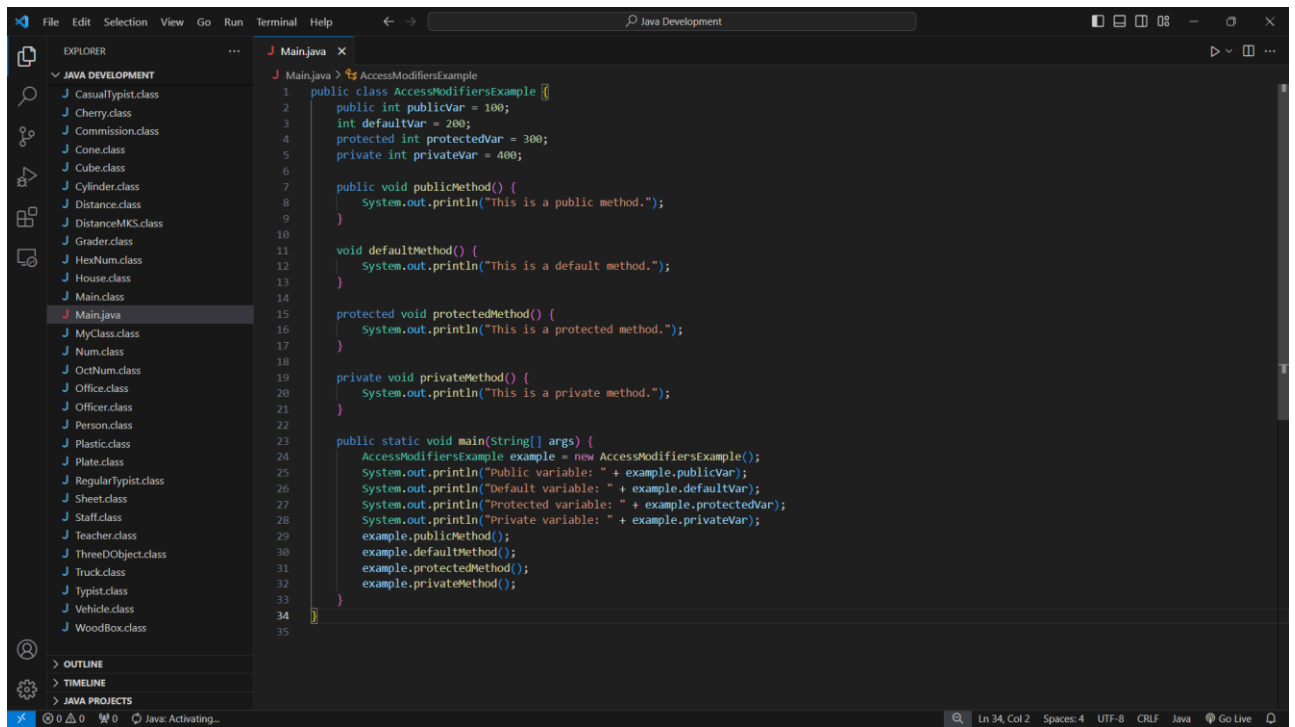 File Edit Selection View Go Run Terminal Help
Java Development
EXPLORER
JAVA DEVELOPMENT
CasualTypist.class
Cherry.class
Commission.class
Cone.class
Cube.class
Cylinder.class
Distance.class
DistanceMKS.class
Grader.class
HexNum.class
House.class
Main.class
Main.java
MyClass.class
Num.class
OctNum.class
Office.class
Officer.class
Person.class
Plastic.class
Plate.class
RegularTypist.class
Sheet.class
Staff.class
Teacher.class
ThreeDObject.class
Truck.class
Typist.class
Vehicle.class
WoodBox.class
OUTLINE
TIMELINE
JAVA PROJECTS
J Main.java X
J Main.java > AccessModifiersExample
1 public class AccessModifiersExample {
2     public int publicVar = 100;
3     int defaultVar = 200;
4     protected int protectedVar = 300;
5     private int privateVar = 400;
6
7     public void publicMethod() {
8         System.out.println("This is a public method.");
9     }
10
11     void defaultMethod() {
12         System.out.println("This is a default method.");
13     }
14
15     protected void protectedMethod() {
16         System.out.println("This is a protected method.");
17     }
18
19     private void privateMethod() {
20         System.out.println("This is a private method.");
21     }
22
23     public static void main(String[] args) {
24         AccessModifiersExample example = new AccessModifiersExample();
25         System.out.println("Public variable: " + example.publicVar);
26         System.out.println("Default variable: " + example.defaultVar);
27         System.out.println("Protected variable: " + example.protectedVar);
28         System.out.println("Private variable: " + example.privateVar);
29         example.publicMethod();
30         example.defaultMethod();
31         example.protectedMethod();
32         example.privateMethod();
33     }
34 }
35
0 0 0 Java: Activating... Ln 34, Col 2 Spaces: 4 UTF-8 CRLF Java Go Live